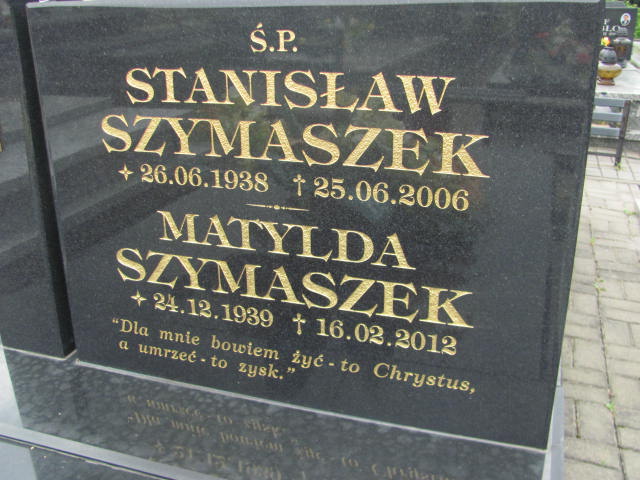 Ś.P.
STANISŁAW
SZYMASZEK
✦ 26.06.1938 † 25.06.2006
MATYLDA
SZYMASZEK
✦ 24.12.1939 † 16.02.2012
"Dla mnie bowiem żyć - to Chrystus,
a umrzeć - to zysk."